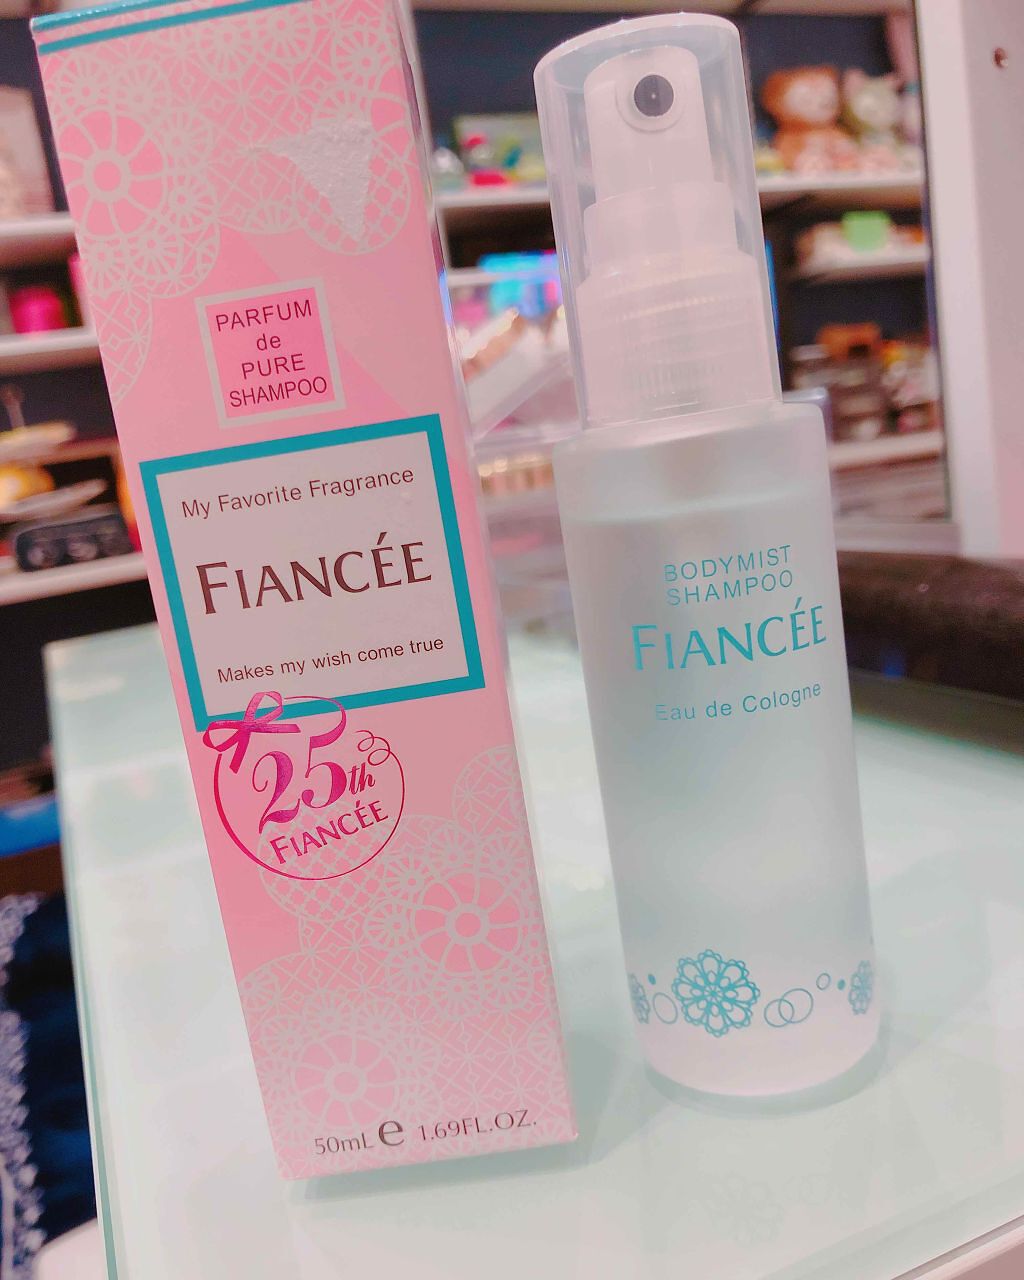 PARFUM
de
PURE
SHAMPOO
My Favorite Fragrance
FIANCÉE
Makes my wish come true
25th
FIANCÉE
50mL e 1.69FL.OZ.
BODYMIST
SHAMPOO
FIANCÉE
Eau de Cologne